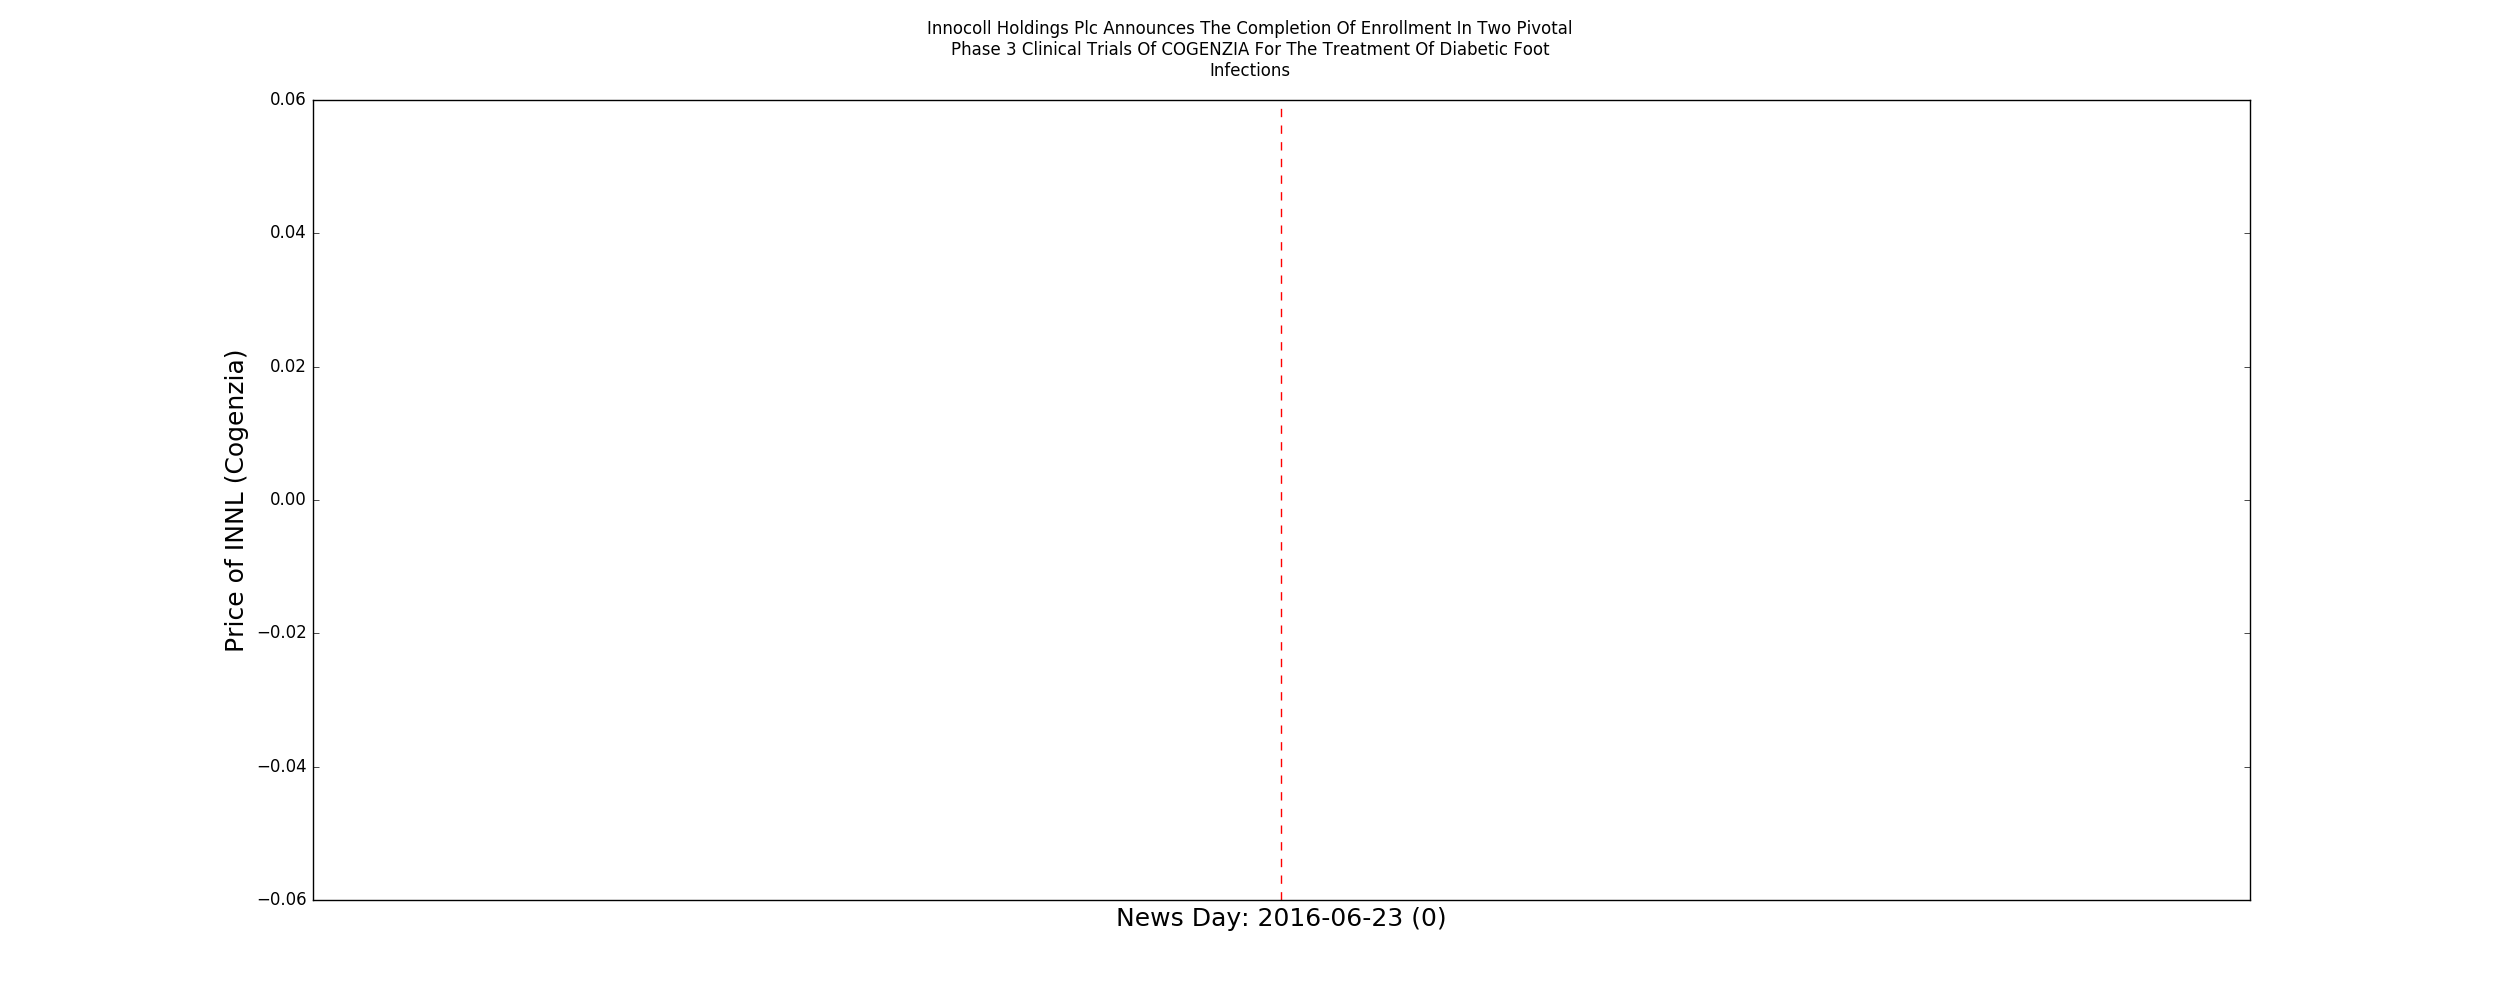 Innocoll Holdings Plc Announces The Completion Of Enrollment In Two Pivotal
Phase 3 Clinical Trials Of COGENZIA For The Treatment Of Diabetic Foot
Infections
0.06
0.04
0.02
0.00
−0.02
−0.04
−0.06
Price of INNL (Cogenzia)
News Day: 2016-06-23 (0)